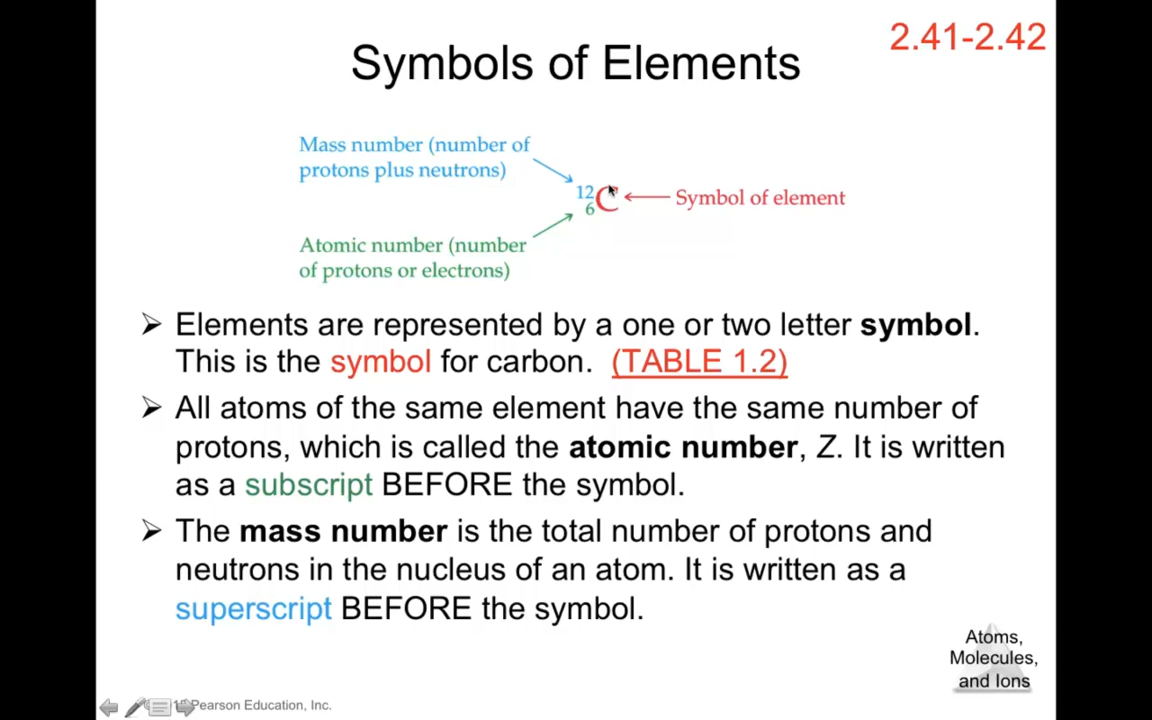 2.41-2.42
Symbols of Elements
Mass number (number of
protons plus neutrons)
12
6
C
Symbol of element
Atomic number (number
of protons or electrons)
➢ Elements are represented by a one or two letter symbol.
This is the symbol for carbon. (TABLE 1.2)
➢ All atoms of the same element have the same number of
protons, which is called the atomic number, Z. It is written
as a subscript BEFORE the symbol.
➢ The mass number is the total number of protons and
neutrons in the nucleus of an atom. It is written as a
superscript BEFORE the symbol.
Atoms,
Molecules,
and Ions
Pearson Education, Inc.